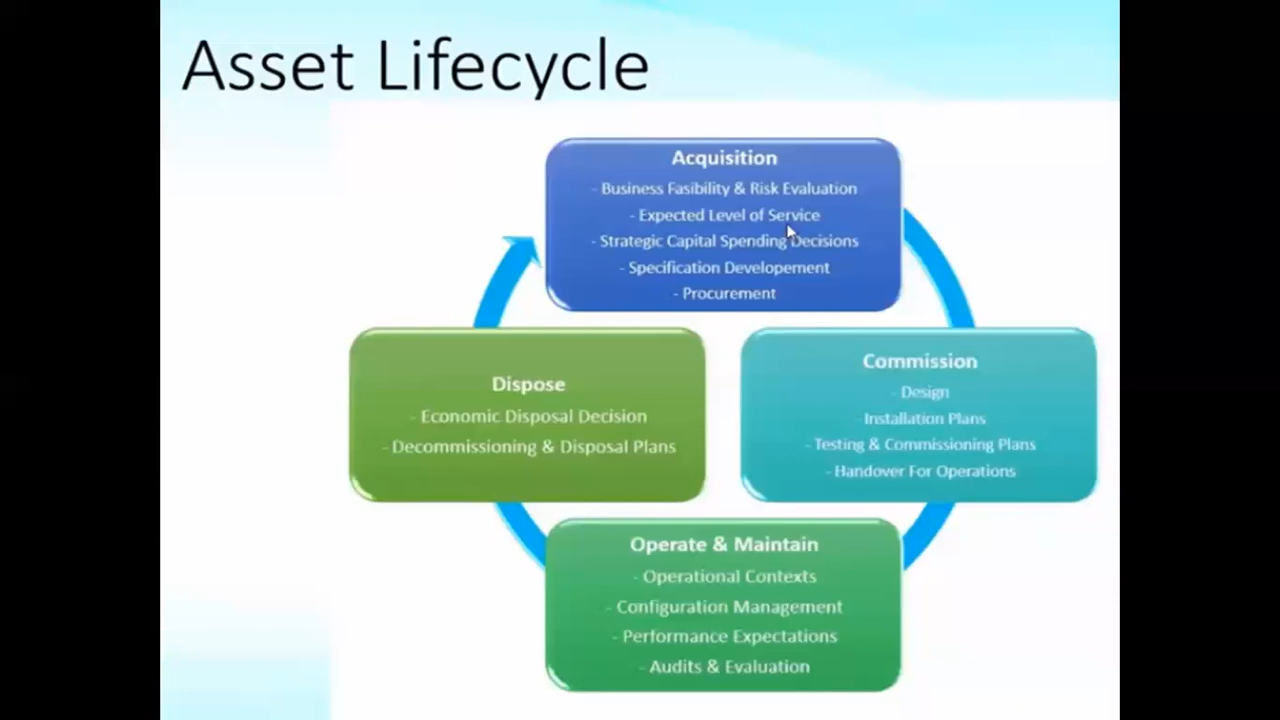 Asset Lifecycle
Acquisition
- Business Fasibility & Risk Evaluation
- Expected Level of Service
- Strategic Capital Spending Decisions
- Specification Developement
- Procurement
Commission
- Design
- Installation Plans
- Testing & Commissioning Plans
- Handover For Operations
Operate & Maintain
- Operational Contexts
- Configuration Management
- Performance Expectations
- Audits & Evaluation
Dispose
- Economic Disposal Decision
- Decommissioning & Disposal Plans